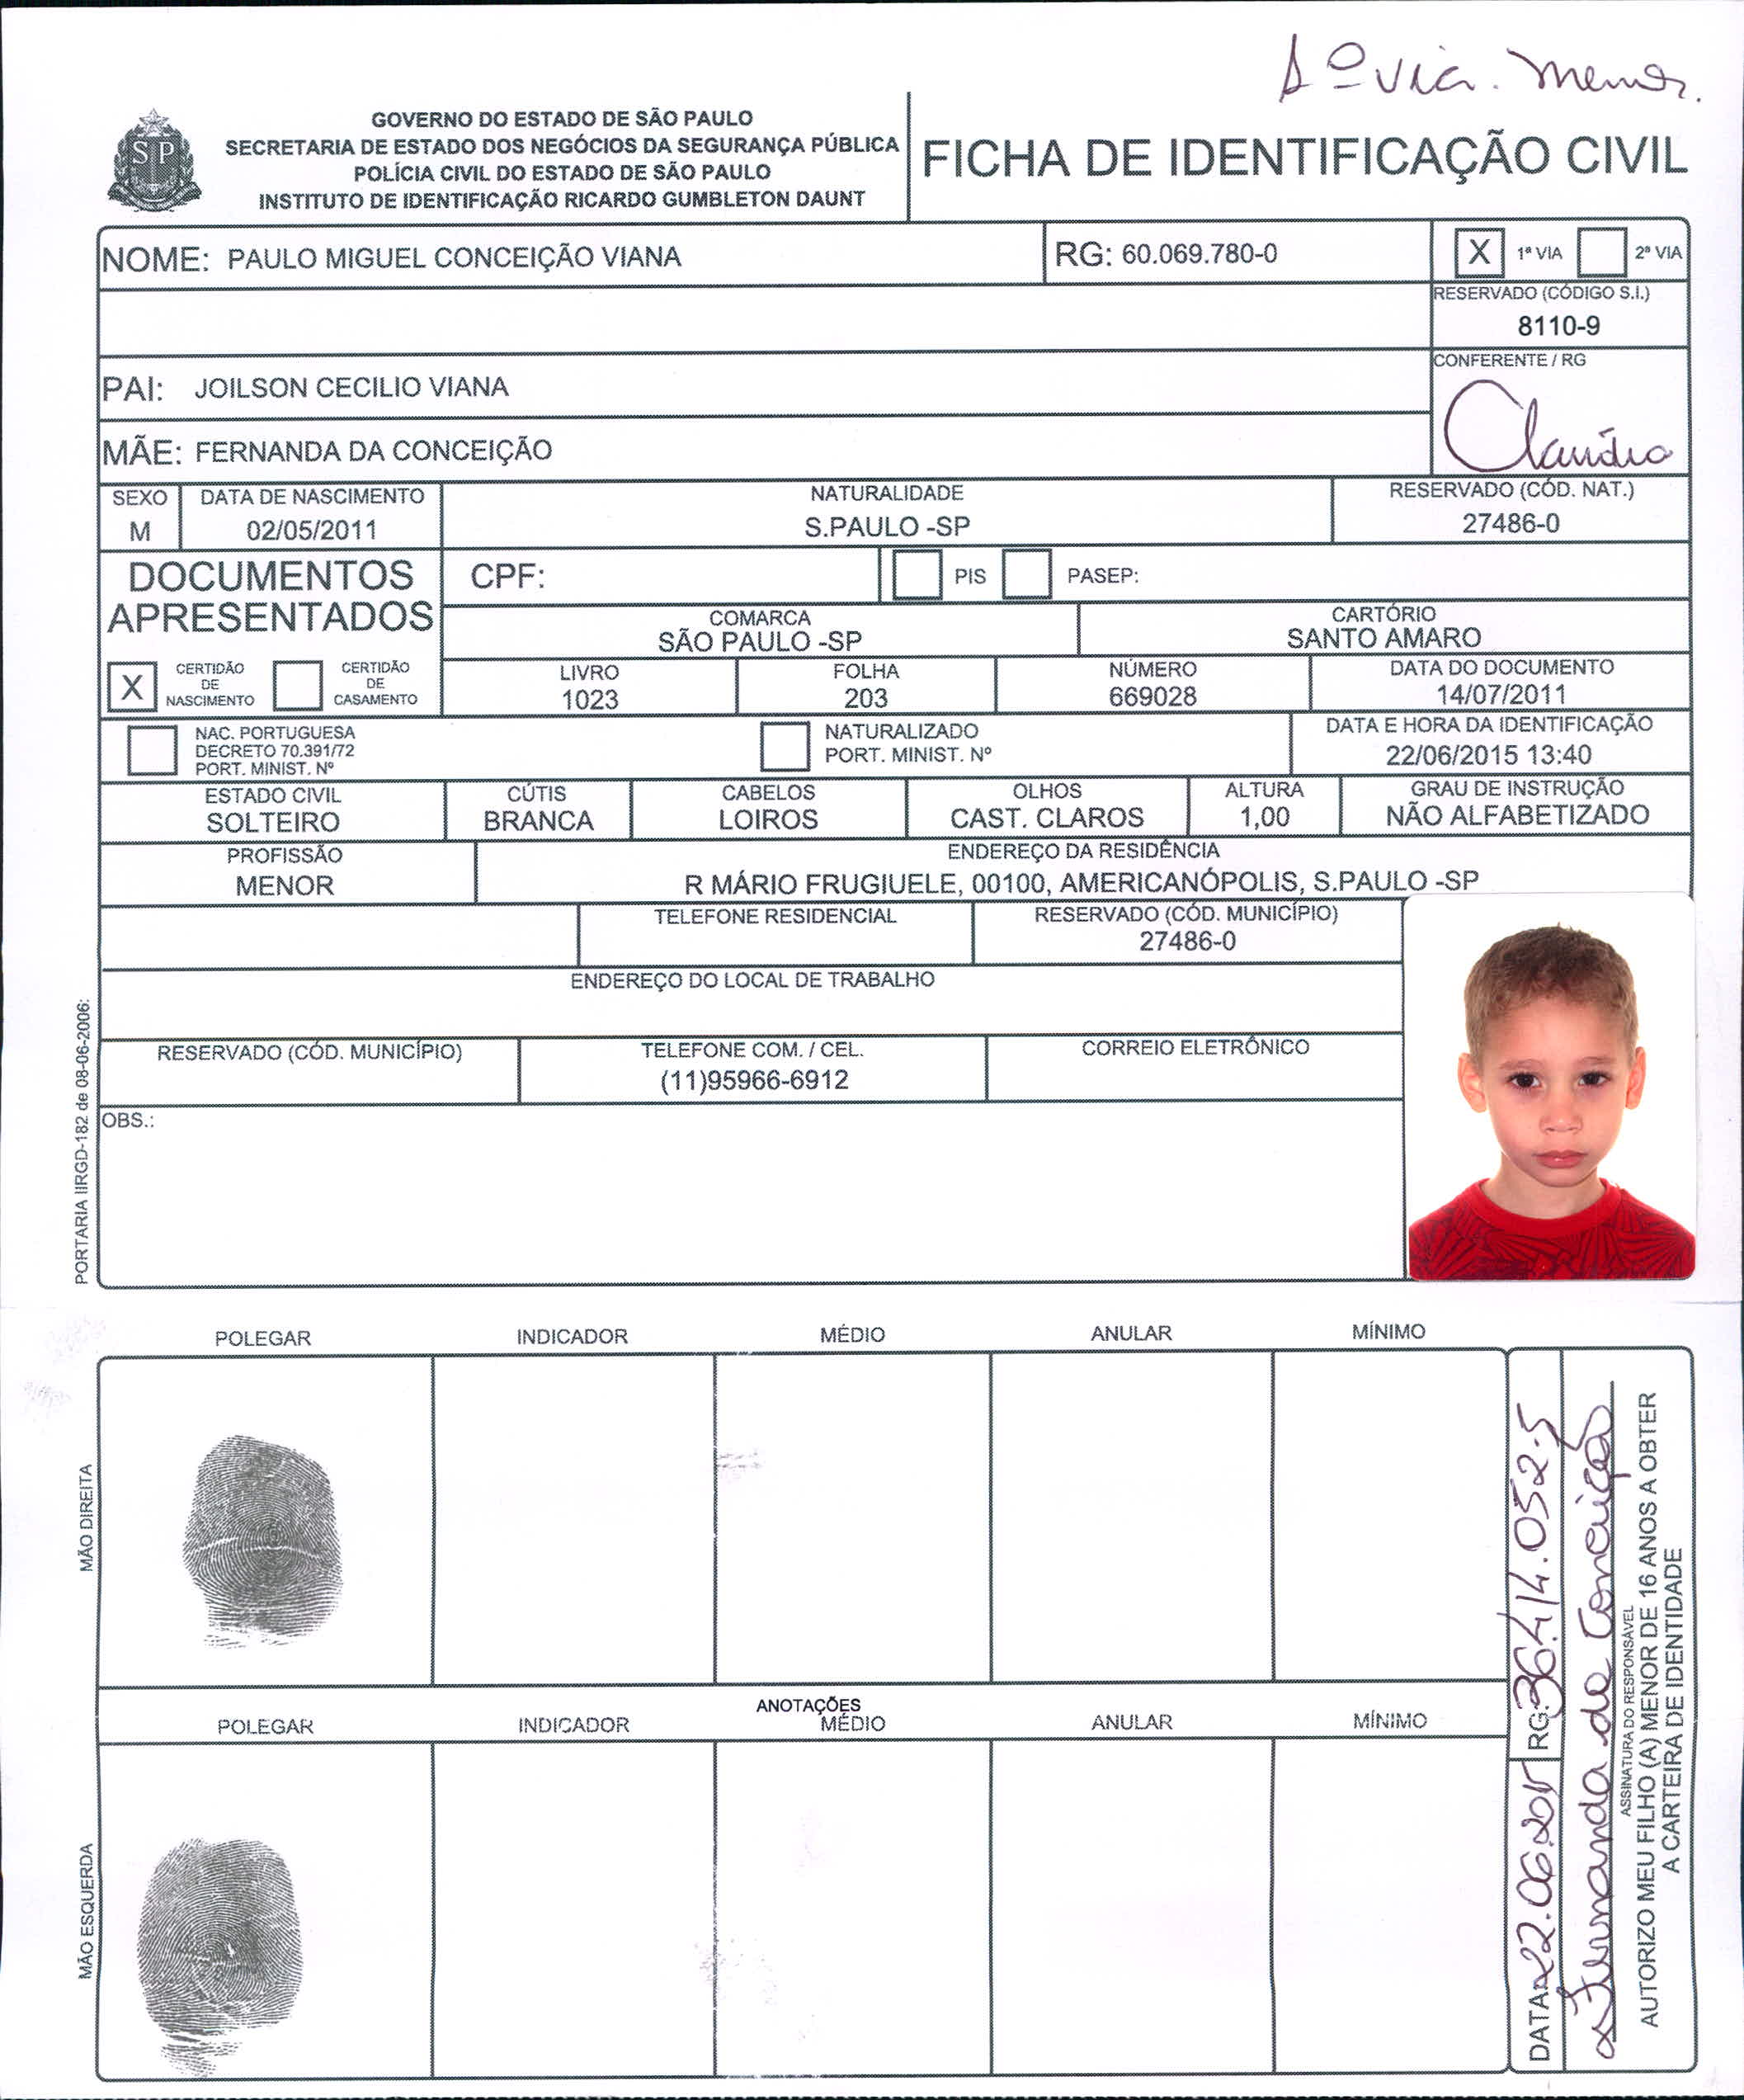 1º via. menor.
GOVERNO DO ESTADO DE SÃO PAULO
SECRETARIA DE ESTADO DOS NEGÓCIOS DA SEGURANÇA PÚBLICA
POLÍCIA CIVIL DO ESTADO DE SÃO PAULO
INSTITUTO DE IDENTIFICAÇÃO RICARDO GUMBLETON DAUNT
FICHA DE IDENTIFICAÇÃO CIVIL
SP
NOME: PAULO MIGUEL CONCEIÇÃO VIANA
RG: 60.069.780-0
X 1ª VIA 2ª VIA
RESERVADO (CÓDIGO S.I.)
8110-9
CONFERENTE / RG
Claudia
PAI: JOILSON CECILIO VIANA
MÃE: FERNANDA DA CONCEIÇÃO
SEXO
M
DATA DE NASCIMENTO
02/05/2011
NATURALIDADE
S.PAULO -SP
RESERVADO (CÓD. NAT.)
27486-0
DOCUMENTOS
APRESENTADOS
CPF:
PIS
PASEP:
COMARCA
SÃO PAULO -SP
CARTÓRIO
SANTO AMARO
X
CERTIDÃO
DE
NASCIMENTO
CERTIDÃO
DE
CASAMENTO
LIVRO
1023
FOLHA
203
NÚMERO
669028
DATA DO DOCUMENTO
14/07/2011
NAC. PORTUGUESA
DECRETO 70.391/72
PORT. MINIST. Nº
NATURALIZADO
PORT. MINIST. Nº
DATA E HORA DA IDENTIFICAÇÃO
22/06/2015 13:40
ESTADO CIVIL
SOLTEIRO
CÚTIS
BRANCA
CABELOS
LOIROS
OLHOS
CAST. CLAROS
ALTURA
1,00
GRAU DE INSTRUÇÃO
NÃO ALFABETIZADO
PROFISSÃO
MENOR
ENDEREÇO DA RESIDÊNCIA
R MÁRIO FRUGIUELE, 00100, AMERICANÓPOLIS, S.PAULO -SP
TELEFONE RESIDENCIAL
RESERVADO (CÓD. MUNICÍPIO)
27486-0
ENDEREÇO DO LOCAL DE TRABALHO
RESERVADO (CÓD. MUNICÍPIO)
TELEFONE COM. / CEL.
(11)95966-6912
CORREIO ELETRÔNICO
OBS.:
PORTARIA IIRGD-182 de 08-06-2006:
POLEGAR INDICADOR MÉDIO ANULAR MÍNIMO
MÃO DIREITA
ANOTAÇÕES
POLEGAR INDICADOR MÉDIO ANULAR MÍNIMO
MÃO ESQUERDA
DATA: 22.06.2015 RG: 36.414.052-5
Fernanda da Conceição
ASSINATURA DO RESPONSÁVEL
AUTORIZO MEU FILHO (A) MENOR DE 16 ANOS A OBTER
A CARTEIRA DE IDENTIDADE